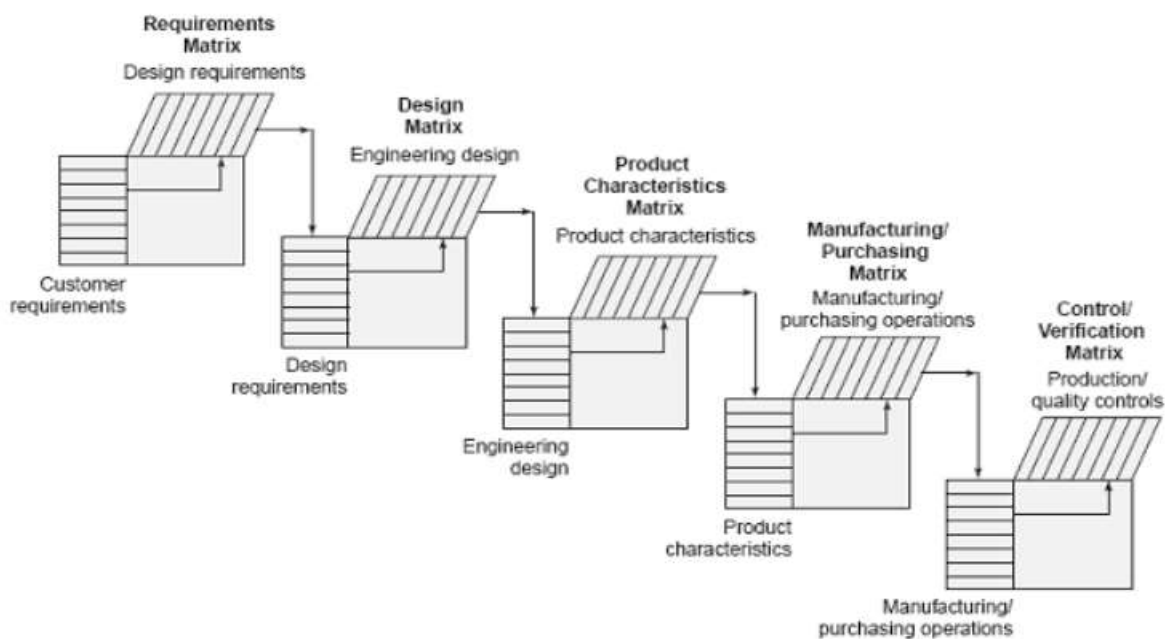 Requirements
Matrix
Design requirements
Customer
requirements
Design
Matrix
Engineering design
Design
requirements
Product
Characteristics
Matrix
Product characteristics
Engineering
design
Manufacturing/
Purchasing
Matrix
Manufacturing/
purchasing operations
Product
characteristics
Control/
Verification
Matrix
Production/
quality controls
Manufacturing/
purchasing operations